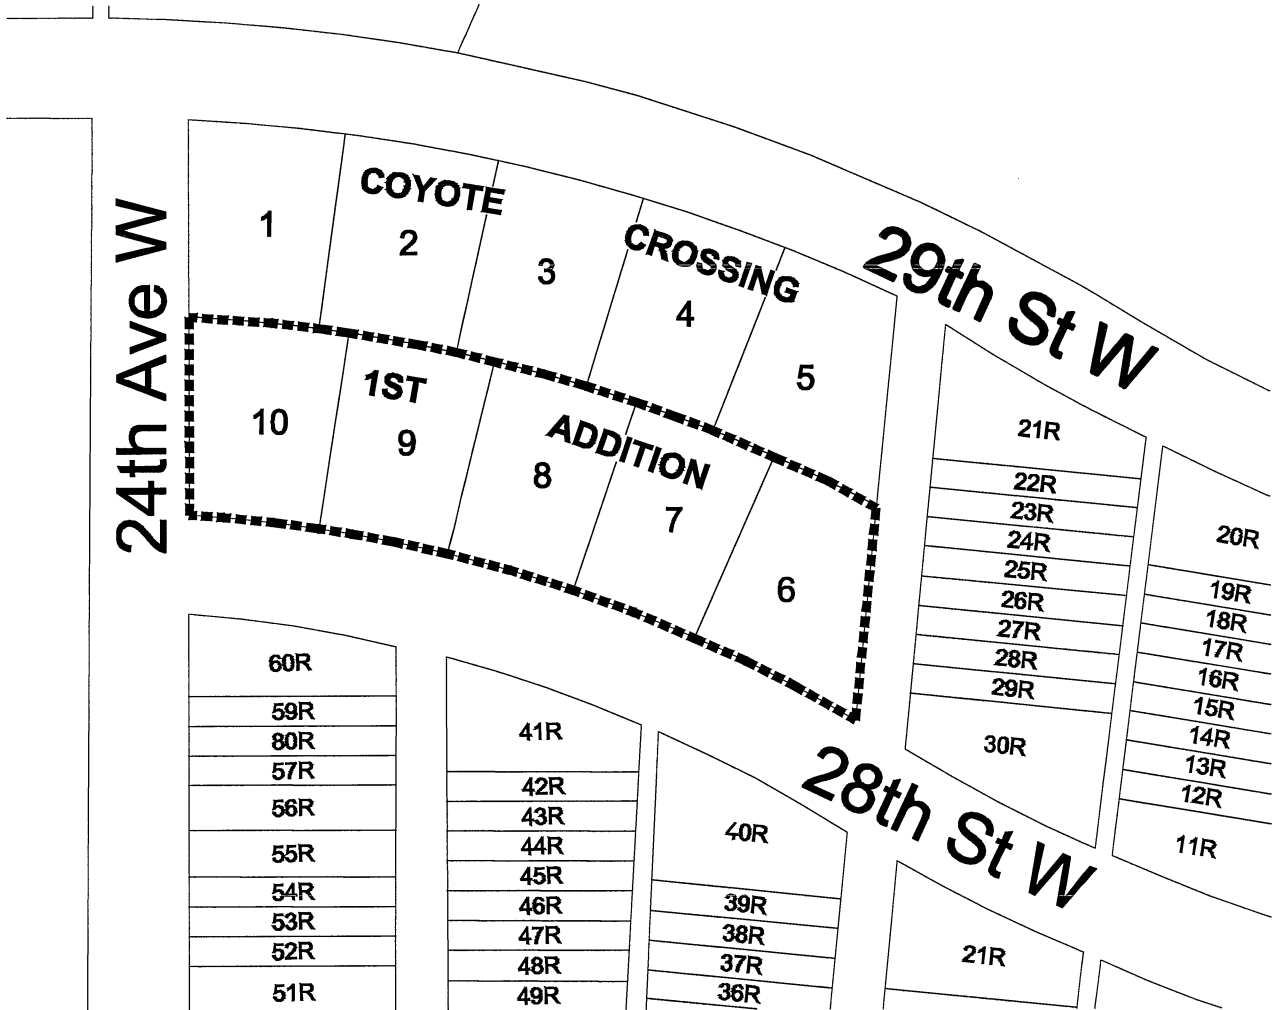 24th Ave W
29th St W
28th St W
COYOTE
CROSSING
1ST
ADDITION
1
2
3
4
5
10
9
8
7
6
21R
22R
23R
24R
25R
26R
27R
28R
29R
30R
20R
19R
18R
17R
16R
15R
14R
13R
12R
11R
60R
59R
80R
57R
56R
55R
54R
53R
52R
51R
41R
42R
43R
44R
45R
46R
47R
48R
49R
40R
39R
38R
37R
36R
21R